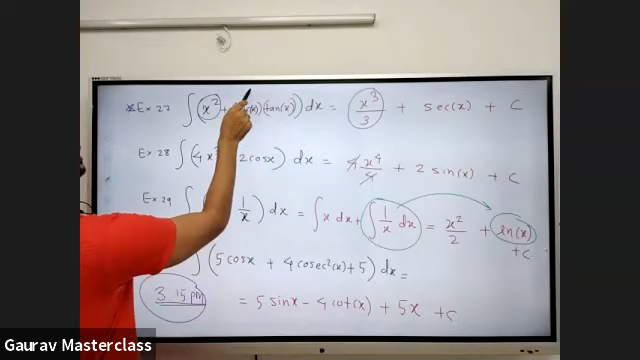 Ex 27 ∫(x² + (x))(tan(x)) dx = x³/3 + sec(x) + C
Ex 28 ∫(4x 2cosx) dx = 4x⁴/4 + 2 sin(x) + C
Ex 29 ∫( 1/x) dx = ∫x dx + ∫1/x dx = x²/2 + ln(x) + C
∫(5cosx + 4cosec²(x)+5) dx =
3:15 pm = 5 sinx - 4 cot(x) + 5x + C
Gaurav Masterclass